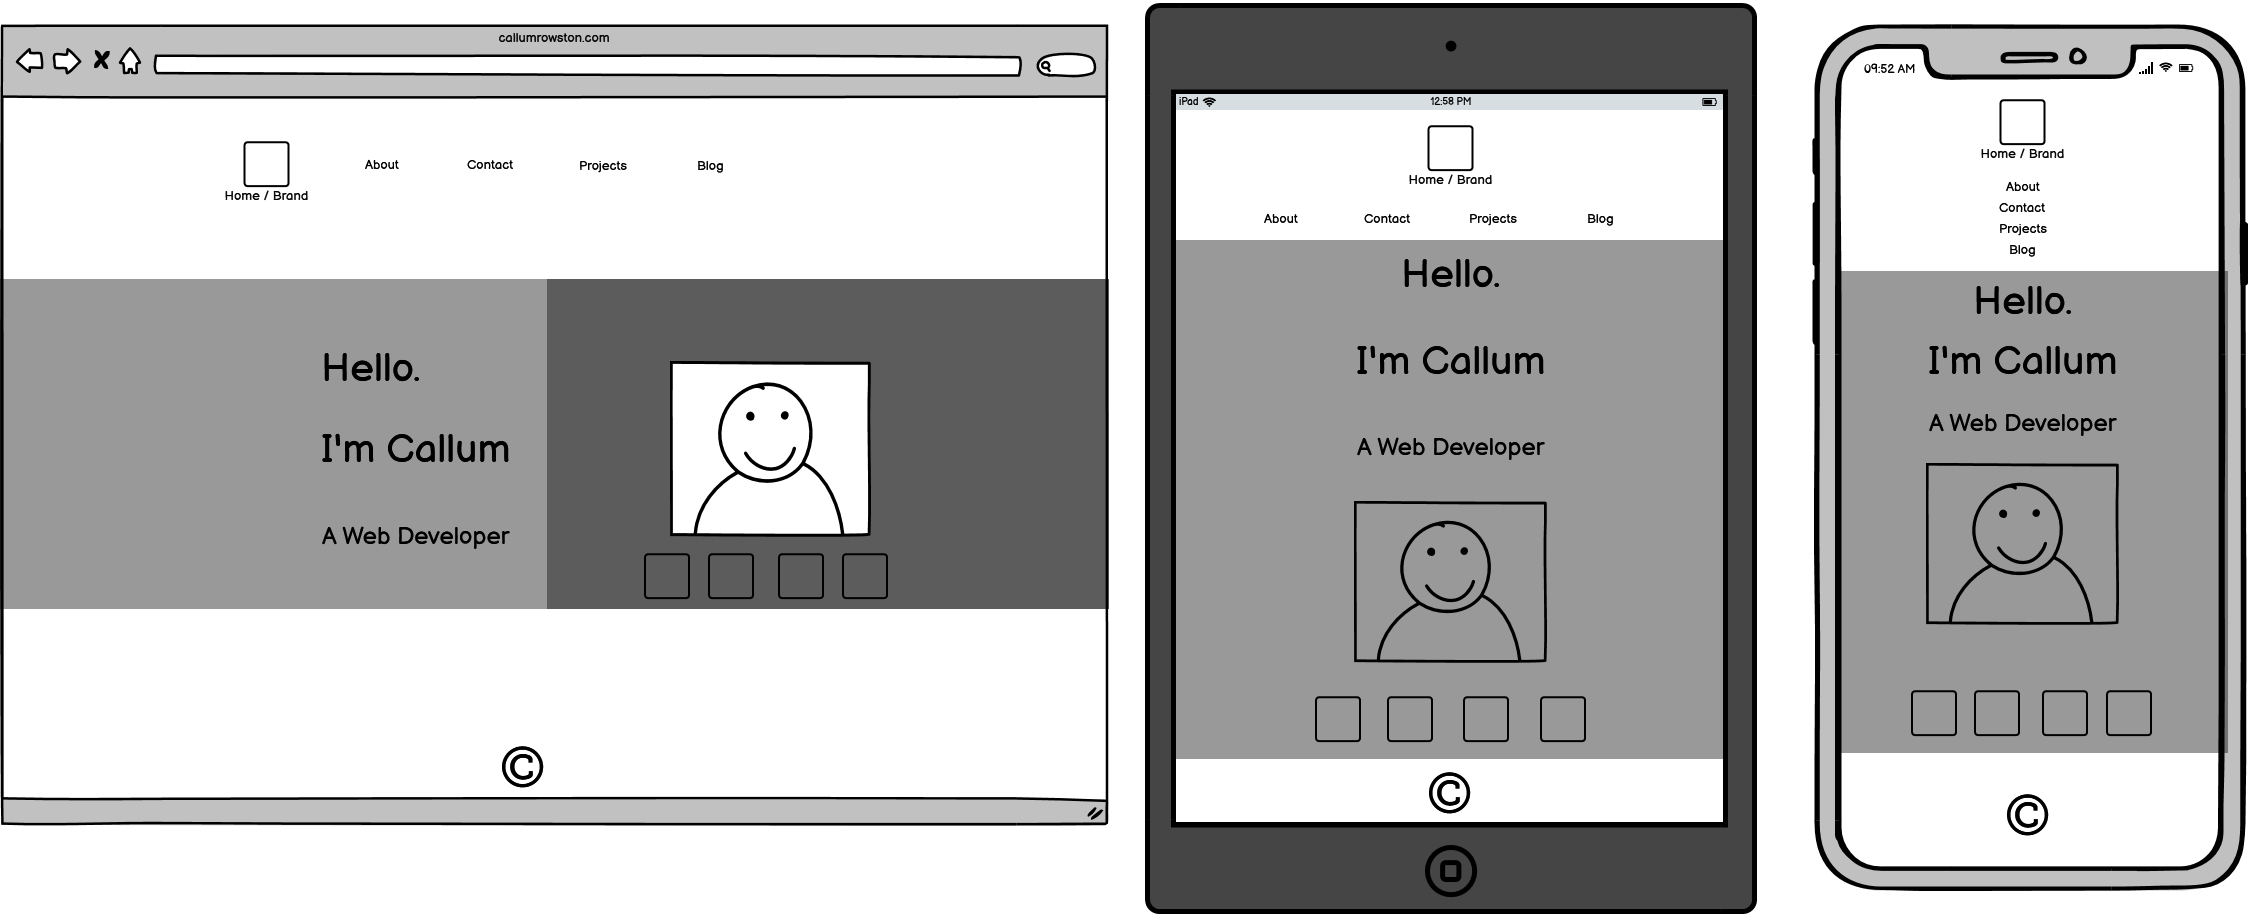 callumrowston.com
About Contact Projects Blog
Home / Brand
Hello.
I'm Callum
A Web Developer
©
iPad 12:58 PM
Home / Brand
About Contact Projects Blog
Hello.
I'm Callum
A Web Developer
©
09:52 AM
Home / Brand
About
Contact
Projects
Blog
Hello.
I'm Callum
A Web Developer
©